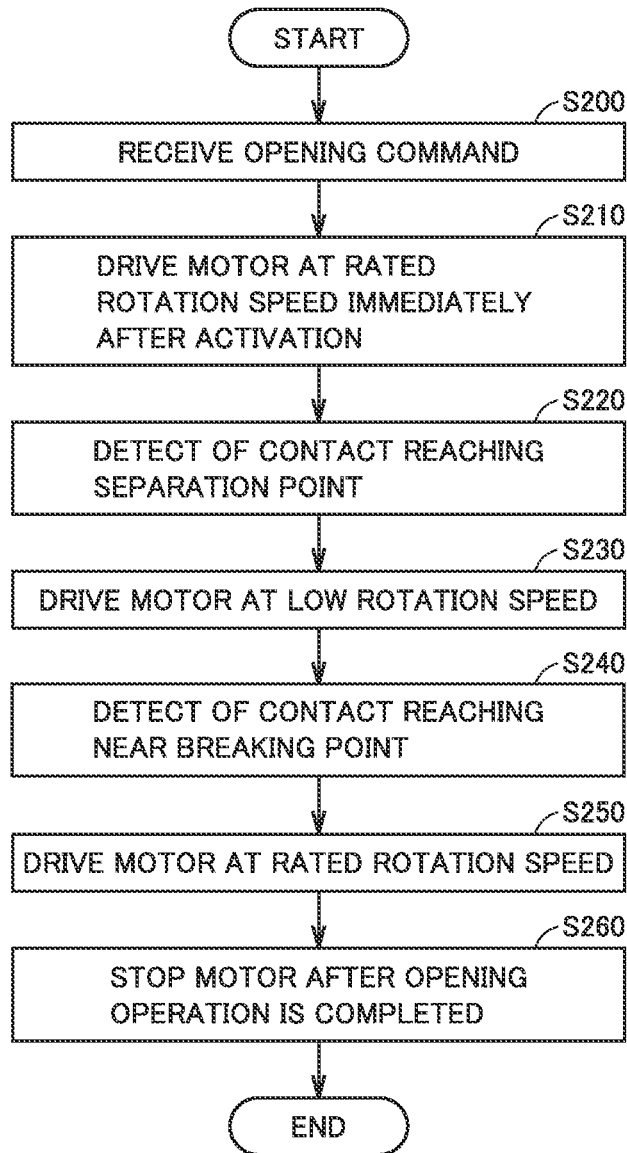 START
S200
RECEIVE OPENING COMMAND
S210
DRIVE MOTOR AT RATED
ROTATION SPEED IMMEDIATELY
AFTER ACTIVATION
S220
DETECT OF CONTACT REACHING
SEPARATION POINT
S230
DRIVE MOTOR AT LOW ROTATION SPEED
S240
DETECT OF CONTACT REACHING
NEAR BREAKING POINT
S250
DRIVE MOTOR AT RATED ROTATION SPEED
S260
STOP MOTOR AFTER OPENING
OPERATION IS COMPLETED
END